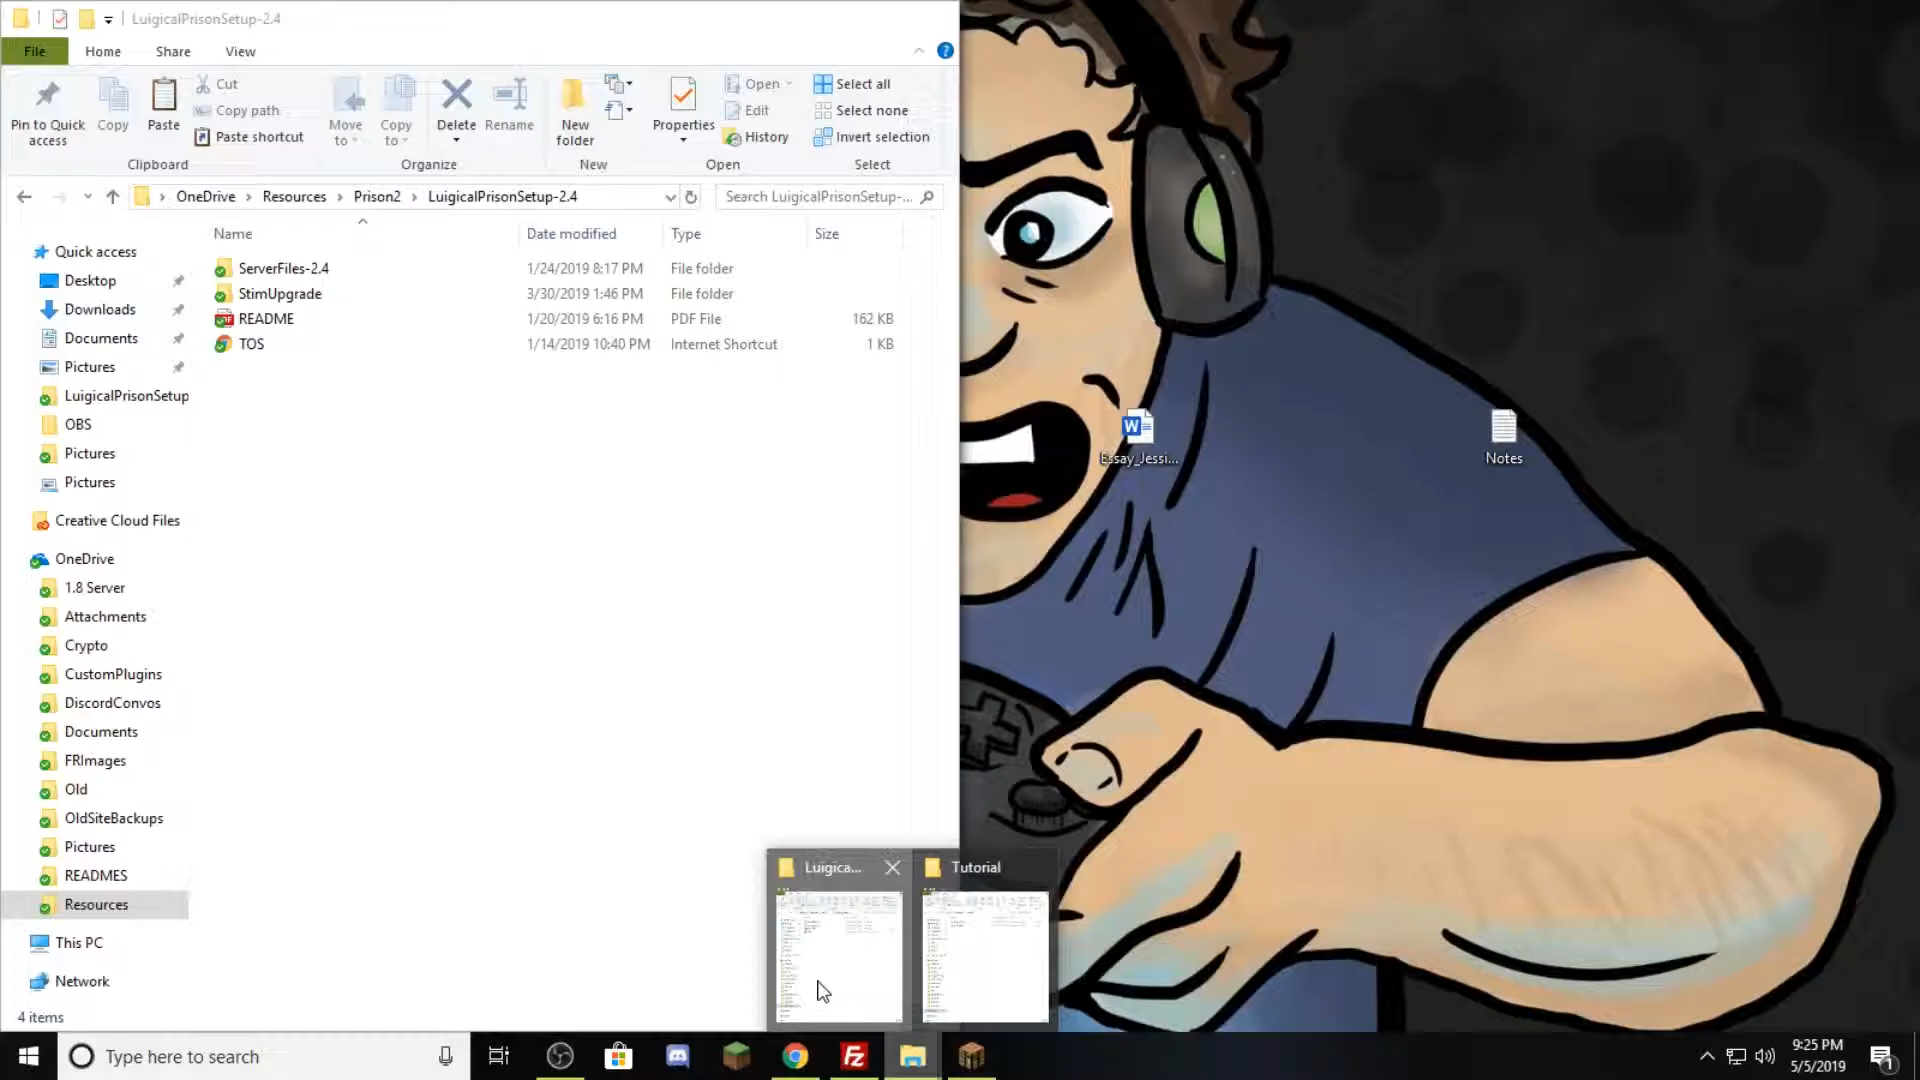 LuigicalPrisonSetup-2.4
File Home Share View
Pin to Quick access
Copy
Paste
Cut
Copy path
Paste shortcut
Clipboard
Move to
Copy to
Delete
Rename
Organize
New folder
New
Properties
Open
Edit
History
Open
Select all
Select none
Invert selection
Select
OneDrive Resources Prison2 LuigicalPrisonSetup-2.4
Search LuigicalPrisonSetup-...
Name Date modified Type Size
ServerFiles-2.4 1/24/2019 8:17 PM File folder
StimUpgrade 3/30/2019 1:46 PM File folder
README 1/20/2019 6:16 PM PDF File 162 KB
TOS 1/14/2019 10:40 PM Internet Shortcut 1 KB
Quick access
Desktop
Downloads
Documents
Pictures
LuigicalPrisonSetup
OBS
Pictures
Pictures
Creative Cloud Files
OneDrive
1.8 Server
Attachments
Crypto
CustomPlugins
DiscordConvos
Documents
FRImages
Old
OldSiteBackups
Pictures
READMES
Resources
This PC
Network
4 items
Essay_Jessi...
Notes
Luigica...
Tutorial
Type here to search
9:25 PM
5/5/2019
1